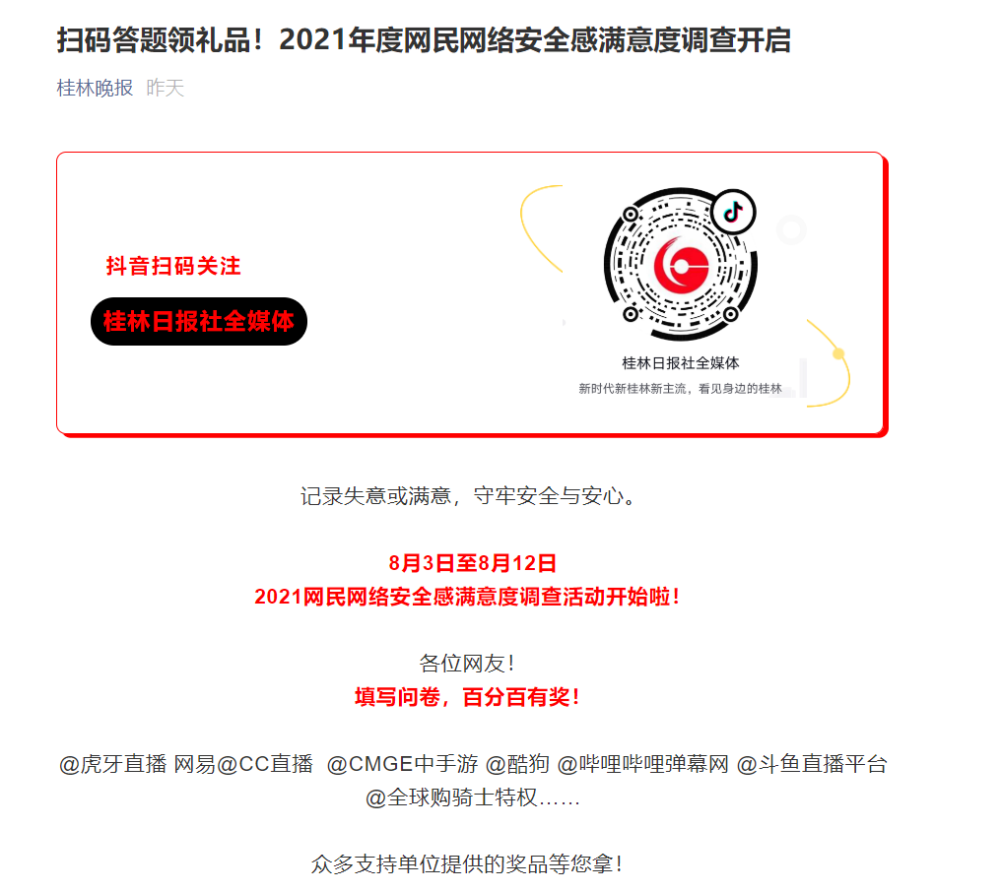 扫码答题领礼品！2021年度网民网络安全感满意度调查开启
桂林晚报 昨天
抖音扫码关注
桂林日报社全媒体
桂林日报社全媒体
新时代新桂林新主流，看见身边的桂林
记录失意或满意，守牢安全与安心。
8月3日至8月12日
2021网民网络安全感满意度调查活动开始啦！
各位网友！
填写问卷，百分百有奖！
@虎牙直播 网易@CC直播 @CMGE中手游 @酷狗 @哔哩哔哩弹幕网 @斗鱼直播平台
@全球购骑士特权……
众多支持单位提供的奖品等您拿！